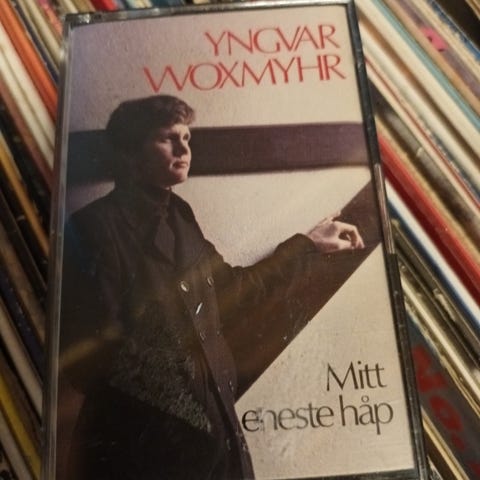 YNGVAR
WOXMYHR
Mitt
eneste håp